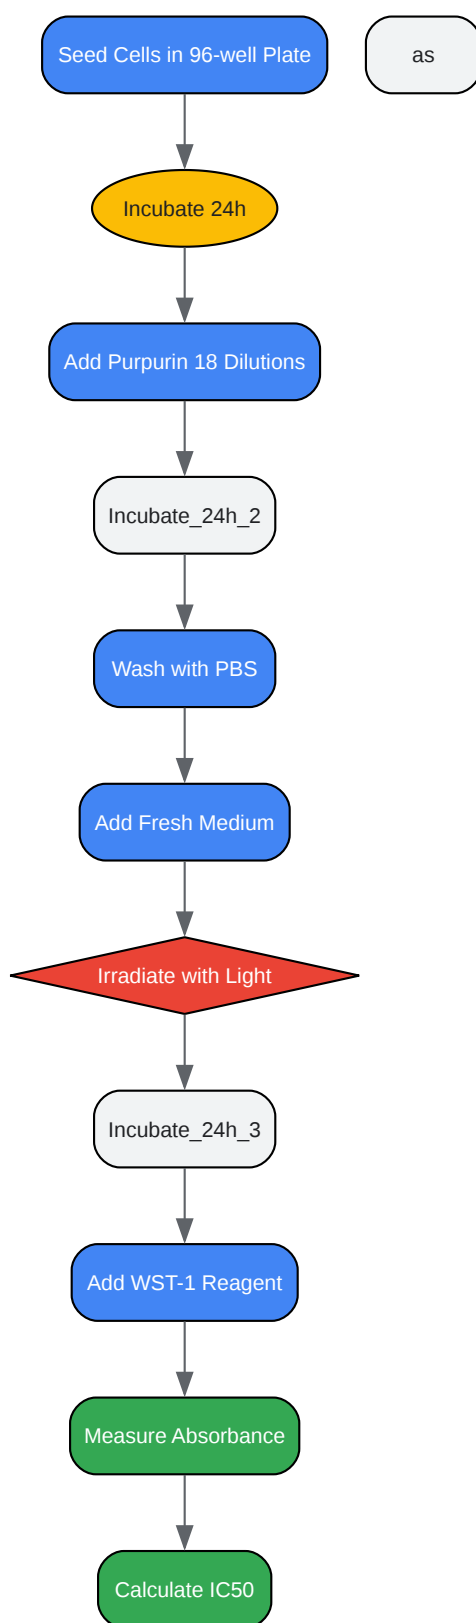 Seed Cells in 96-well Plate
as
Incubate 24h
Add Purpurin 18 Dilutions
Incubate_24h_2
Wash with PBS
Add Fresh Medium
Irradiate with Light
Incubate_24h_3
Add WST-1 Reagent
Measure Absorbance
Calculate IC50